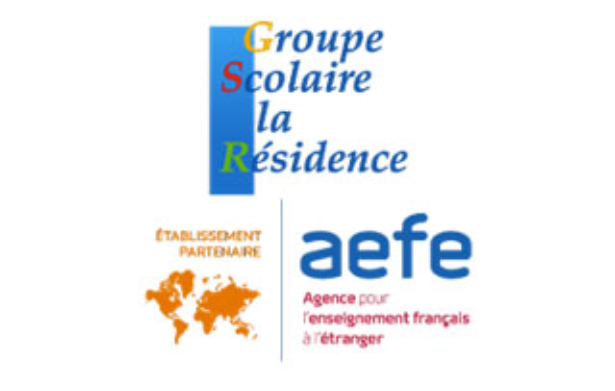 Groupe
Scolaire
la
Résidence
ÉTABLISSEMENT
PARTENAIRE
aefe
Agence pour
l'enseignement français
à l'étranger